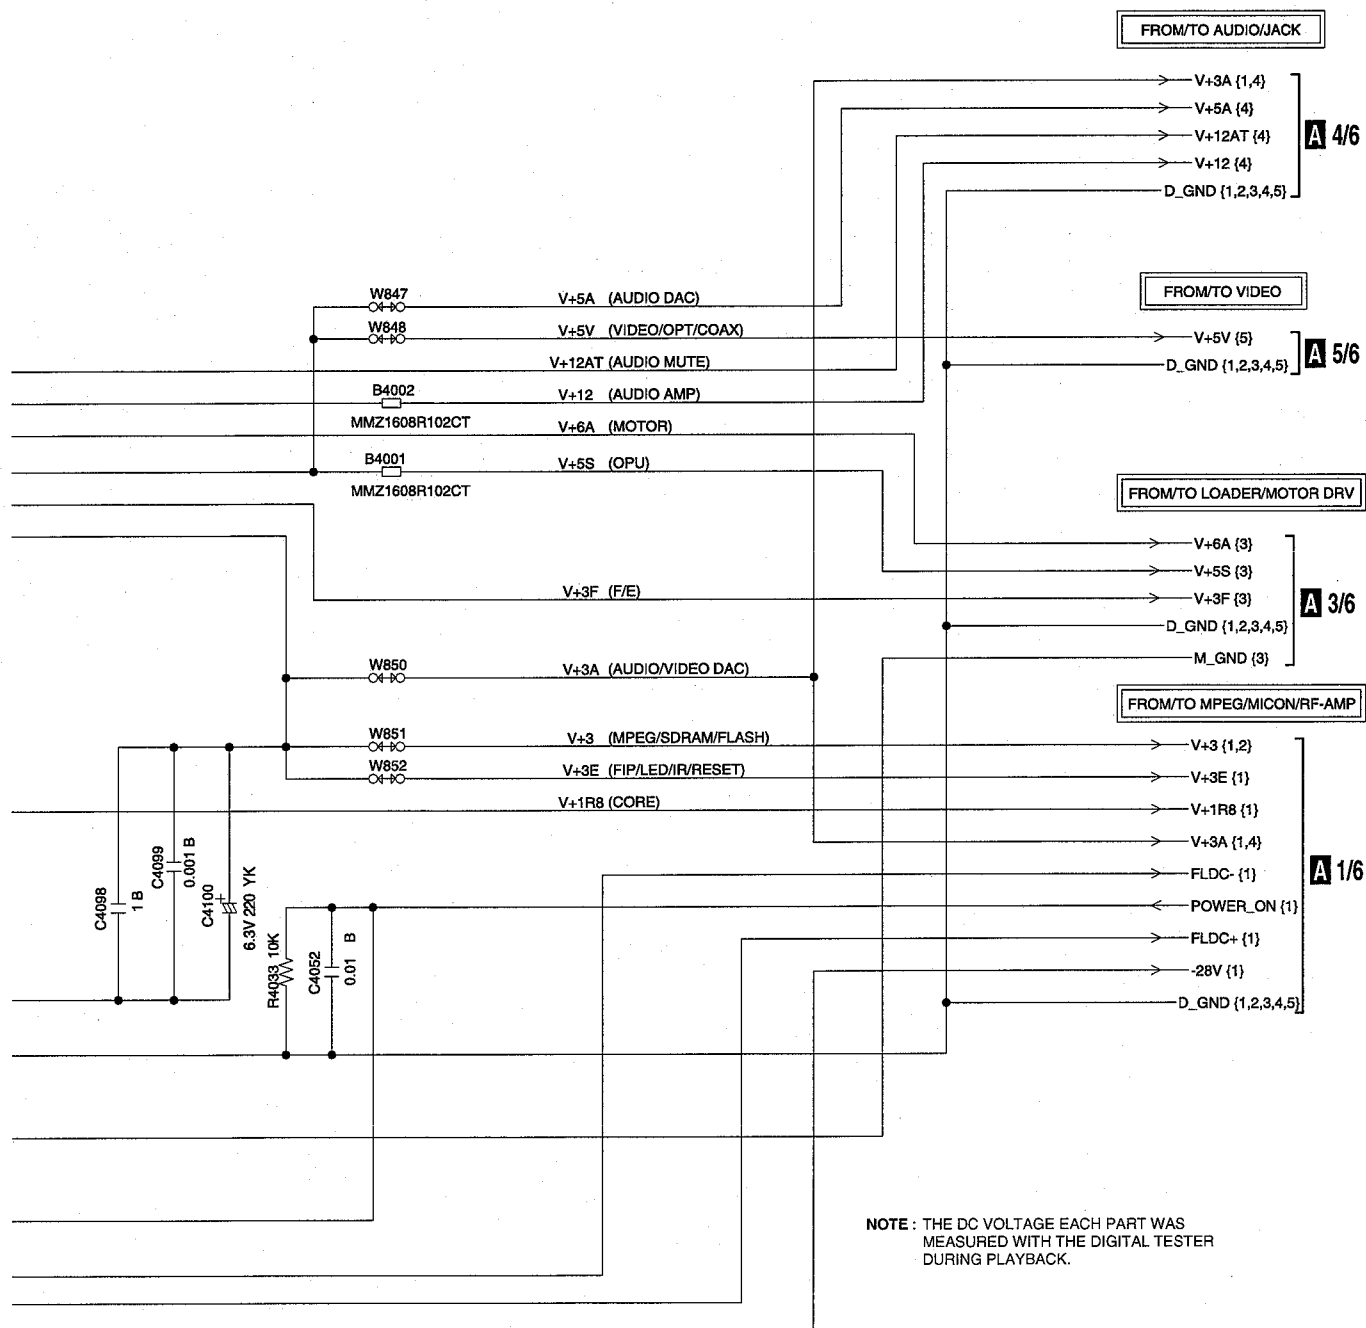 FROM/TO AUDIO/JACK
V+3A {1,4}
V+5A {4}
V+12AT {4}
V+12 {4}
D_GND {1,2,3,4,5}
A 4/6
W847
V+5A (AUDIO DAC)
FROM/TO VIDEO
W848
V+5V (VIDEO/OPT/COAX)
V+5V {5}
D_GND {1,2,3,4,5}
A 5/6
V+12AT (AUDIO MUTE)
B4002
V+12 (AUDIO AMP)
MMZ1608R102CT
V+6A (MOTOR)
B4001
V+5S (OPU)
MMZ1608R102CT
FROM/TO LOADER/MOTOR DRV
V+6A {3}
V+5S {3}
V+3F (F/E)
V+3F {3}
D_GND {1,2,3,4,5}
M_GND {3}
A 3/6
W850
V+3A (AUDIO/VIDEO DAC)
FROM/TO MPEG/MICON/RF-AMP
W851
V+3 (MPEG/SDRAM/FLASH)
V+3 {1,2}
W852
V+3E (FIP/LED/IR/RESET)
V+3E {1}
V+1R8 (CORE)
V+1R8 {1}
V+3A {1,4}
FLDC- {1}
POWER_ON {1}
FLDC+ {1}
-28V {1}
D_GND {1,2,3,4,5}
A 1/6
C4098
1 B
C4099
0.001 B
C4100
+
6.3V 220 YK
R4033 10K
C4052
0.01 B
NOTE : THE DC VOLTAGE EACH PART WAS
MEASURED WITH THE DIGITAL TESTER
DURING PLAYBACK.